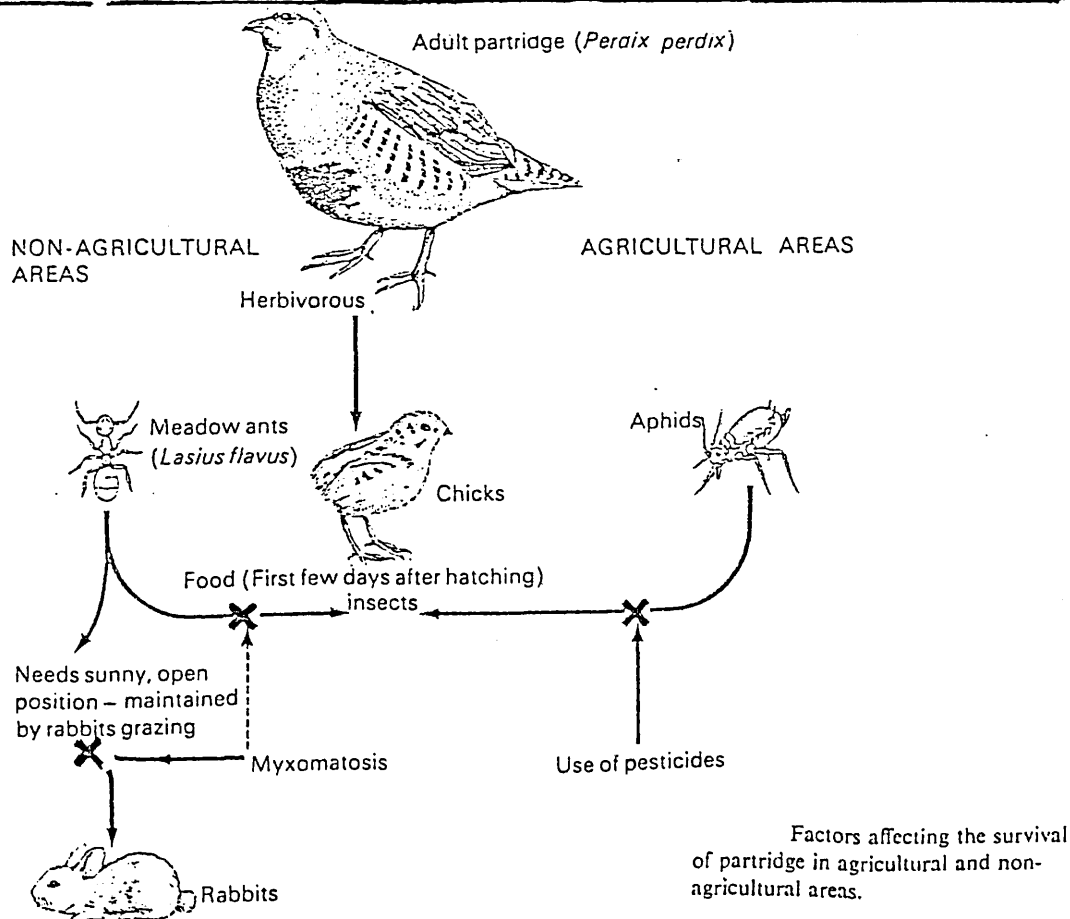 Adult partridge (Peraix perdix)
NON-AGRICULTURAL
AREAS
AGRICULTURAL AREAS
Herbivorous
Meadow ants
(Lasius flavus)
Aphids
Chicks
Food (First few days after hatching)
insects
Needs sunny, open
position – maintained
by rabbits grazing
Myxomatosis
Use of pesticides
Rabbits
Factors affecting the survival
of partridge in agricultural and non-
agricultural areas.